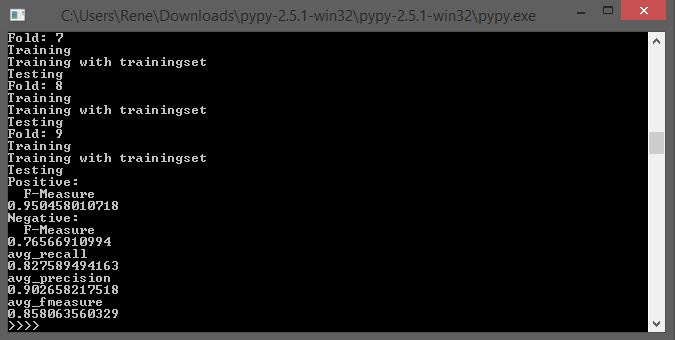 C:\Users\Rene\Downloads\pypy-2.5.1-win32\pypy-2.5.1-win32\pypy.exe
Fold: 7
Training
Training with trainingset
Testing
Fold: 8
Training
Training with trainingset
Testing
Fold: 9
Training
Training with trainingset
Testing
Positive:
  F-Measure
0.950458010718
Negative:
  F-Measure
0.76566910994
avg_recall
0.827589494163
avg_precision
0.902658217518
avg_fmeasure
0.858063560329
>>>>